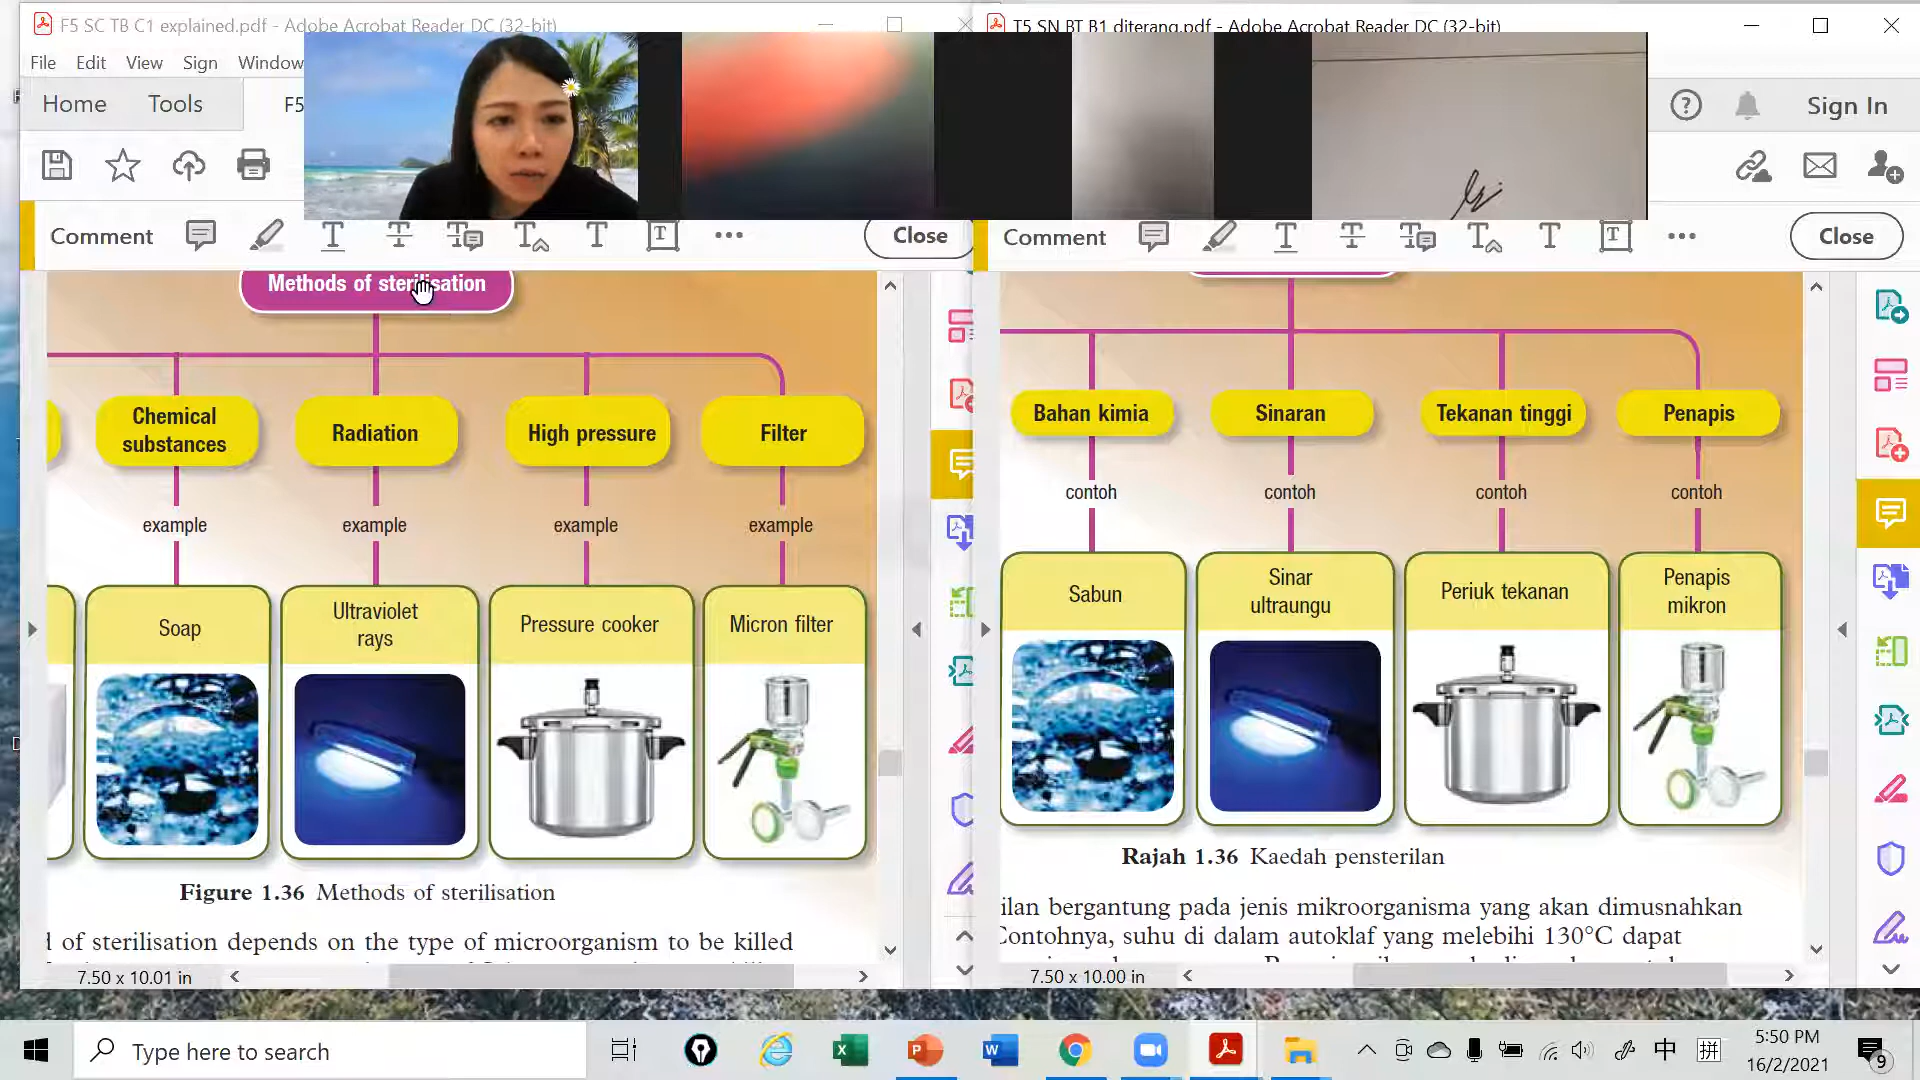 F5 SC TB C1 explained.pdf - Adobe Acrobat Reader DC (32-bit)
File Edit View Sign Window
Home Tools F5
Comment
Close
Methods of sterilisation
Chemical substances
Radiation
High pressure
Filter
example example example example
Soap
Ultraviolet rays
Pressure cooker
Micron filter
Figure 1.36 Methods of sterilisation
of sterilisation depends on the type of microorganism to be killed
7.50 x 10.01 in
T5 SN BT B1 diterang.pdf - Adobe Acrobat Reader DC (32-bit)
Sign In
Comment
Close
Bahan kimia
Sinaran
Tekanan tinggi
Penapis
contoh contoh contoh contoh
Sabun
Sinar ultraungu
Periuk tekanan
Penapis mikron
Rajah 1.36 Kaedah pensterilan
ilan bergantung pada jenis mikroorganisma yang akan dimusnahkan
Contohnya, suhu di dalam autoklaf yang melebihi 130°C dapat
7.50 x 10.00 in
Type here to search
中 拼
5:50 PM
16/2/2021
9